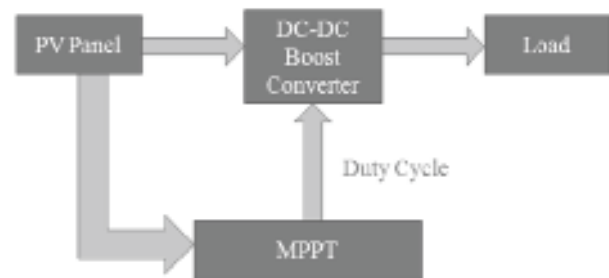 PV Panel
DC-DC
Boost
Converter
Load
Duty Cycle
MPPT